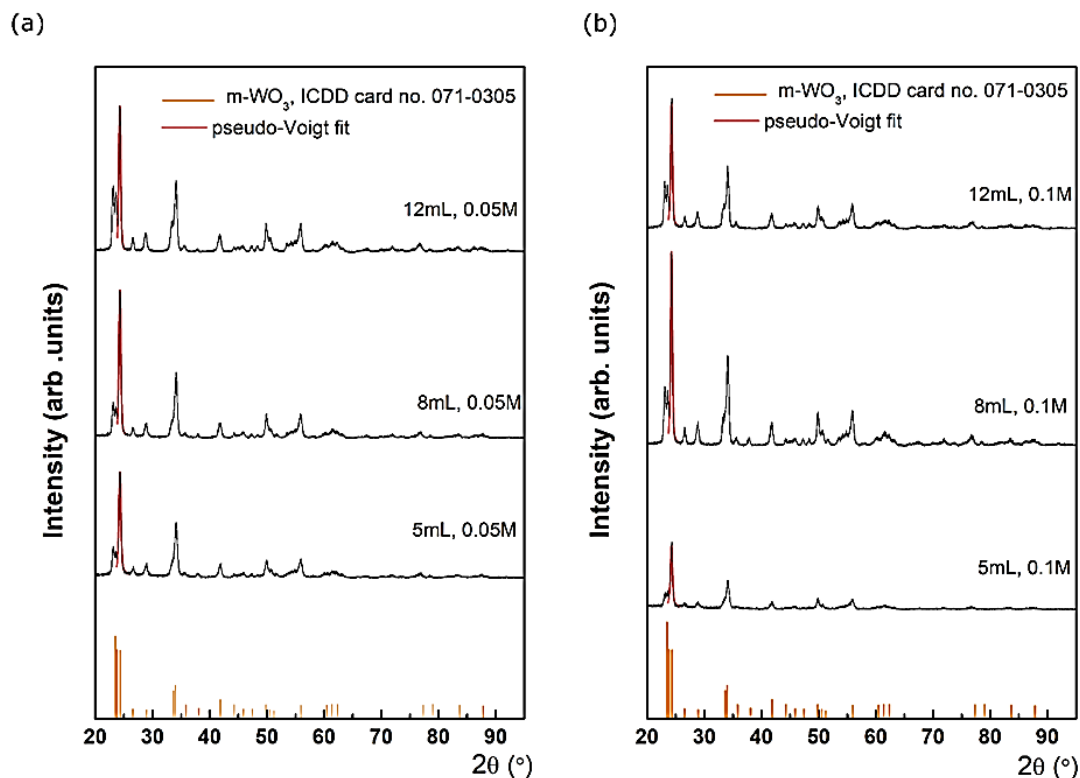 (a)
m-WO3, ICDD card no. 071-0305
pseudo-Voigt fit
12mL, 0.05M
8mL, 0.05M
5mL, 0.05M
Intensity (arb .units)
20 30 40 50 60 70 80 90
2θ (°)
(b)
m-WO3, ICDD card no. 071-0305
pseudo-Voigt fit
12mL, 0.1M
8mL, 0.1M
5mL, 0.1M
Intensity (arb. units)
20 30 40 50 60 70 80 90
2θ (°)